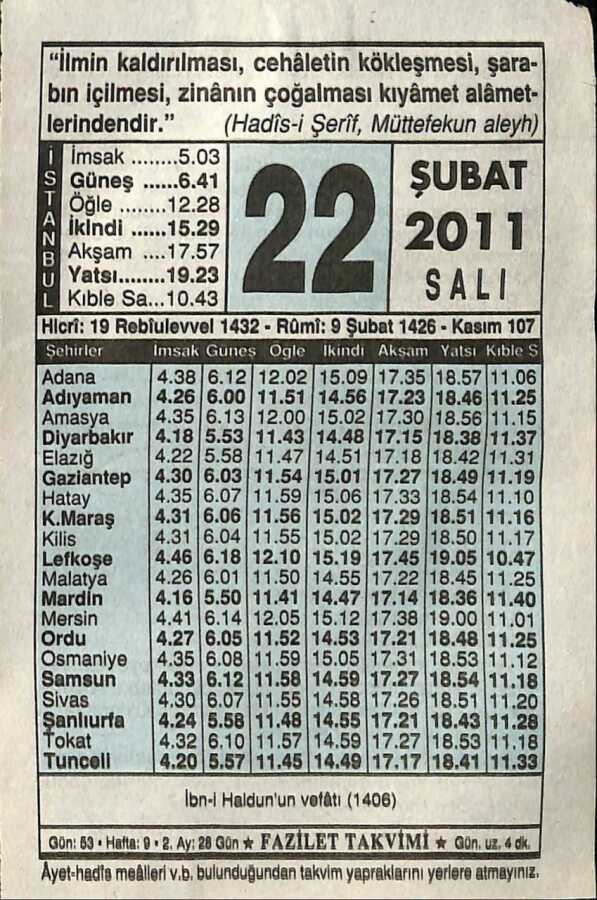 “İlmin kaldırılması, cehâletin kökleşmesi, şara-
bın içilmesi, zinânın çoğalması kıyâmet alâmet-
lerindendir.” (Hadîs-i Şerîf, Müttefekun aleyh)
İSTANBUL
İmsak ........5.03
Güneş ......6.41
Öğle ........12.28
İkindi ......15.29
Akşam ....17.57
Yatsı........19.23
Kıble Sa...10.43
22
ŞUBAT
2011
SALI
Hicrî: 19 Rebîulevvel 1432 - Rûmî: 9 Şubat 1426 - Kasım 107
Şehirler İmsak Güneş Öğle İkindi Akşam Yatsı Kıble S
Adana 4.38 6.12 12.02 15.09 17.35 18.57 11.06
Adıyaman 4.26 6.00 11.51 14.56 17.23 18.46 11.25
Amasya 4.35 6.13 12.00 15.02 17.30 18.56 11.15
Diyarbakır 4.18 5.53 11.43 14.48 17.15 18.38 11.37
Elazığ 4.22 5.58 11.47 14.51 17.18 18.42 11.31
Gaziantep 4.30 6.03 11.54 15.01 17.27 18.49 11.19
Hatay 4.35 6.07 11.59 15.06 17.33 18.54 11.10
K.Maraş 4.31 6.06 11.56 15.02 17.29 18.51 11.16
Kilis 4.31 6.04 11.55 15.02 17.29 18.50 11.17
Lefkoşe 4.46 6.18 12.10 15.19 17.45 19.05 10.47
Malatya 4.26 6.01 11.50 14.55 17.22 18.45 11.25
Mardin 4.16 5.50 11.41 14.47 17.14 18.36 11.40
Mersin 4.41 6.14 12.05 15.12 17.38 19.00 11.01
Ordu 4.27 6.05 11.52 14.53 17.21 18.48 11.25
Osmaniye 4.35 6.08 11.59 15.05 17.31 18.53 11.12
Samsun 4.33 6.12 11.58 14.59 17.27 18.54 11.18
Sivas 4.30 6.07 11.55 14.58 17.26 18.51 11.20
Şanlıurfa 4.24 5.58 11.48 14.55 17.21 18.43 11.28
Tokat 4.32 6.10 11.57 14.59 17.27 18.53 11.18
Tunceli 4.20 5.57 11.45 14.49 17.17 18.41 11.33
İbn-i Haldun'un vefâtı (1406)
Gün: 53 • Hafta: 9 • 2. Ay: 28 Gün ★ FAZİLET TAKVİMİ ★ Gün. uz. 4 dk.
Âyet-hadîs meâlleri v.b. bulunduğundan takvim yapraklarını yerlere atmayınız.